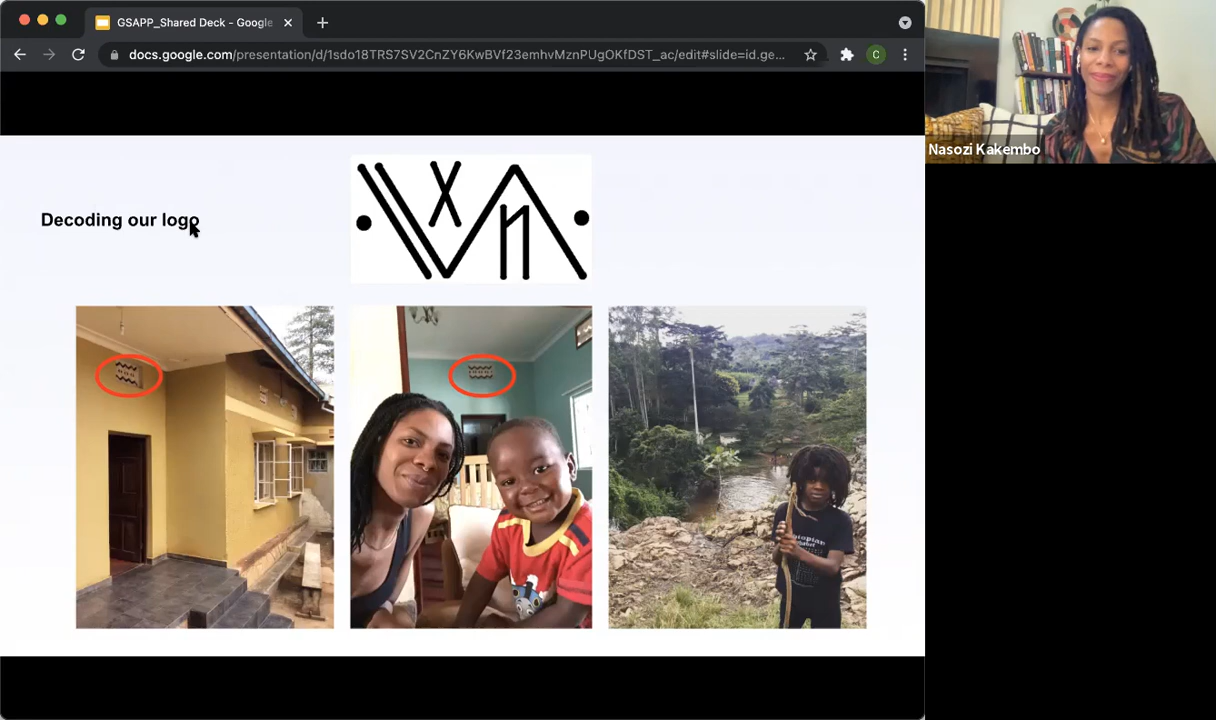 GSAPP_Shared Deck - Google
docs.google.com/presentation/d/1sdo18TRS7SV2CnZY6KwBVf23emhvMznPUgOKfDST_ac/edit#slide=id.ge...
C
Nasozi Kakembo
Decoding our logo